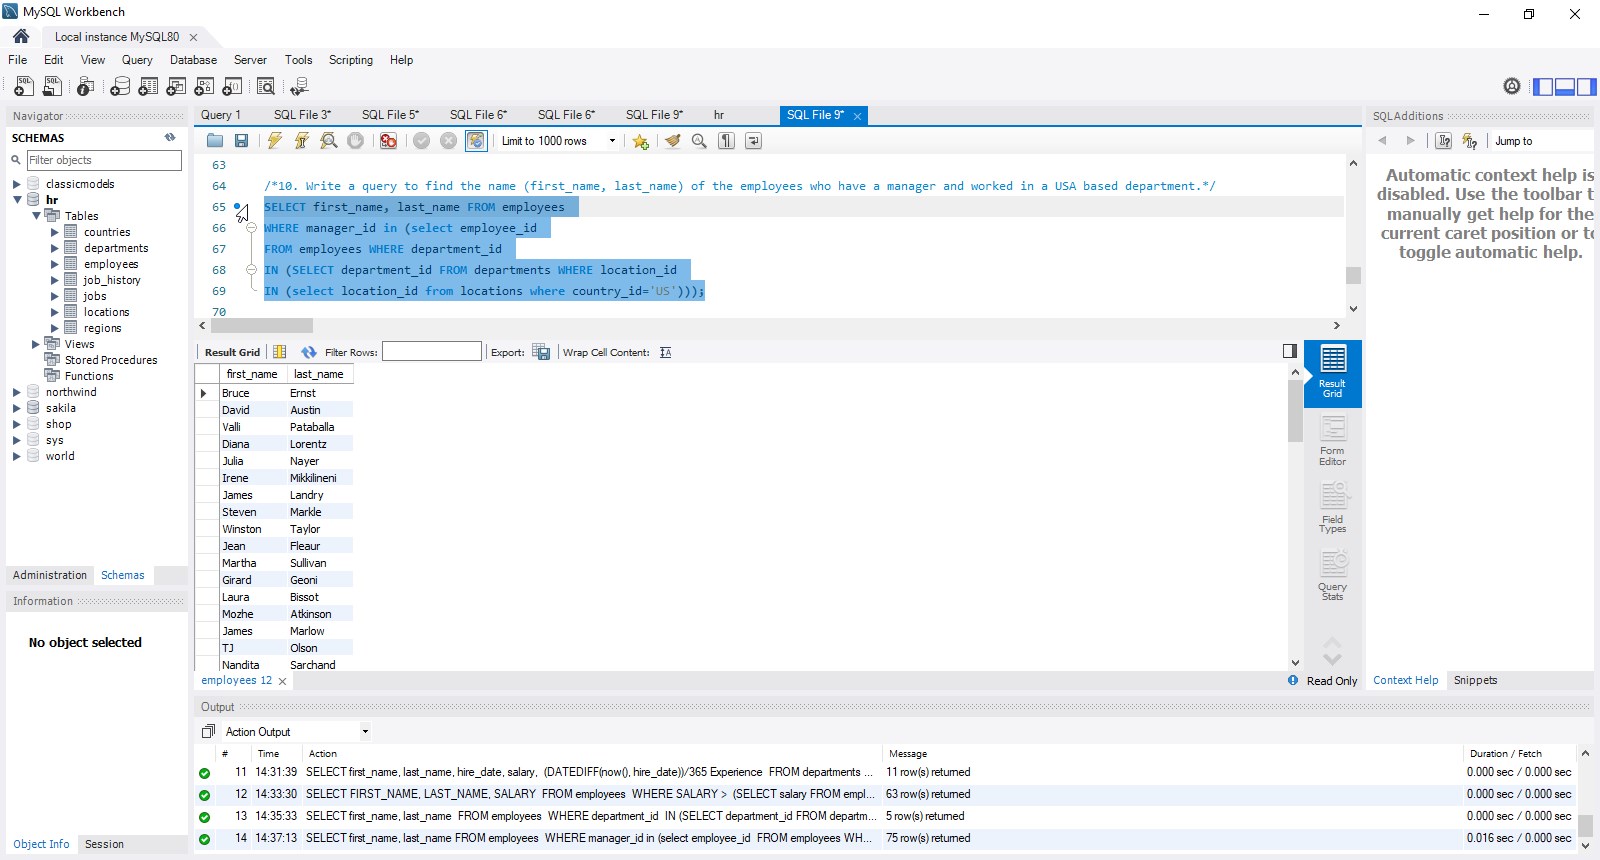 MySQL Workbench
Local instance MySQL80
File Edit View Query Database Server Tools Scripting Help
Navigator
SCHEMAS
Filter objects
classicmodels
hr
Tables
countries
departments
employees
job_history
jobs
locations
regions
Views
Stored Procedures
Functions
northwind
sakila
shop
sys
world
Administration Schemas
Information
No object selected
Object Info Session
Query 1 SQL File 3* SQL File 5* SQL File 6* SQL File 6* SQL File 9* hr SQL File 9*
Limit to 1000 rows
63
64 /*10. Write a query to find the name (first_name, last_name) of the employees who have a manager and worked in a USA based department.*/
65 SELECT first_name, last_name FROM employees
66 WHERE manager_id in (select employee_id
67 FROM employees WHERE department_id
68 IN (SELECT department_id FROM departments WHERE location_id
69 IN (select location_id from locations where country_id='US')));
70
Result Grid Filter Rows: Export: Wrap Cell Content:
first_name last_name
Bruce Ernst
David Austin
Valli Pataballa
Diana Lorentz
Julia Nayer
Irene Mikkilineni
James Landry
Steven Markle
Winston Taylor
Jean Fleaur
Martha Sullivan
Girard Geoni
Laura Bissot
Mozhe Atkinson
James Marlow
TJ Olson
Nandita Sarchand
Result
Grid
Form
Editor
Field
Types
Query
Stats
employees 12
Read Only
SQLAdditions
Jump to
Automatic context help is
disabled. Use the toolbar t
manually get help for the
current caret position or to
toggle automatic help.
Context Help Snippets
Output
Action Output
# Time Action Message Duration / Fetch
11 14:31:39 SELECT first_name, last_name, hire_date, salary, (DATEDIFF(now(), hire_date))/365 Experience FROM departments ... 11 row(s) returned 0.000 sec / 0.000 sec
12 14:33:30 SELECT FIRST_NAME, LAST_NAME, SALARY FROM employees WHERE SALARY > (SELECT salary FROM empl... 63 row(s) returned 0.000 sec / 0.000 sec
13 14:35:33 SELECT first_name, last_name FROM employees WHERE department_id IN (SELECT department_id FROM departm... 5 row(s) returned 0.000 sec / 0.000 sec
14 14:37:13 SELECT first_name, last_name FROM employees WHERE manager_id in (select employee_id FROM employees WH... 75 row(s) returned 0.016 sec / 0.000 sec